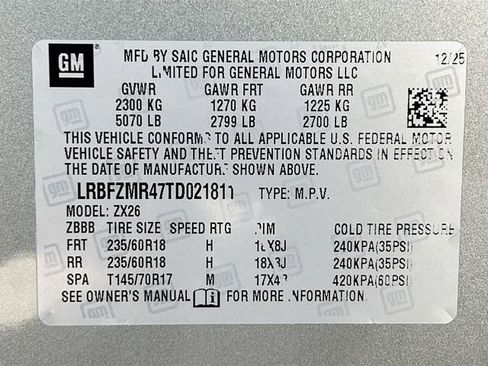 GM
MFD BY SAIC GENERAL MOTORS CORPORATION 12/25
LIMITED FOR GENERAL MOTORS LLC
GVWR GAWR FRT GAWR RR
2300 KG 1270 KG 1225 KG
5070 LB 2799 LB 2700 LB
THIS VEHICLE CONFORMS TO ALL APPLICABLE U.S. FEDERAL MOTOR
VEHICLE SAFETY AND THEFT PREVENTION STANDARDS IN EFFECT ON
THE DATE OF MANUFACTURE SHOWN ABOVE.
TYPE: M.P.V.
MODEL: ZX26
ZBBB TIRE SIZE SPEED RTG RIM COLD TIRE PRESSURE
FRT 235/60R18 H 18X8J 240KPA(35PSI)
RR 235/60R18 H 18X8J 240KPA(35PSI)
SPA T145/70R17 M 420KPA(60PSI)
SEE OWNER'S MANUAL i FOR MORE INFORMATION